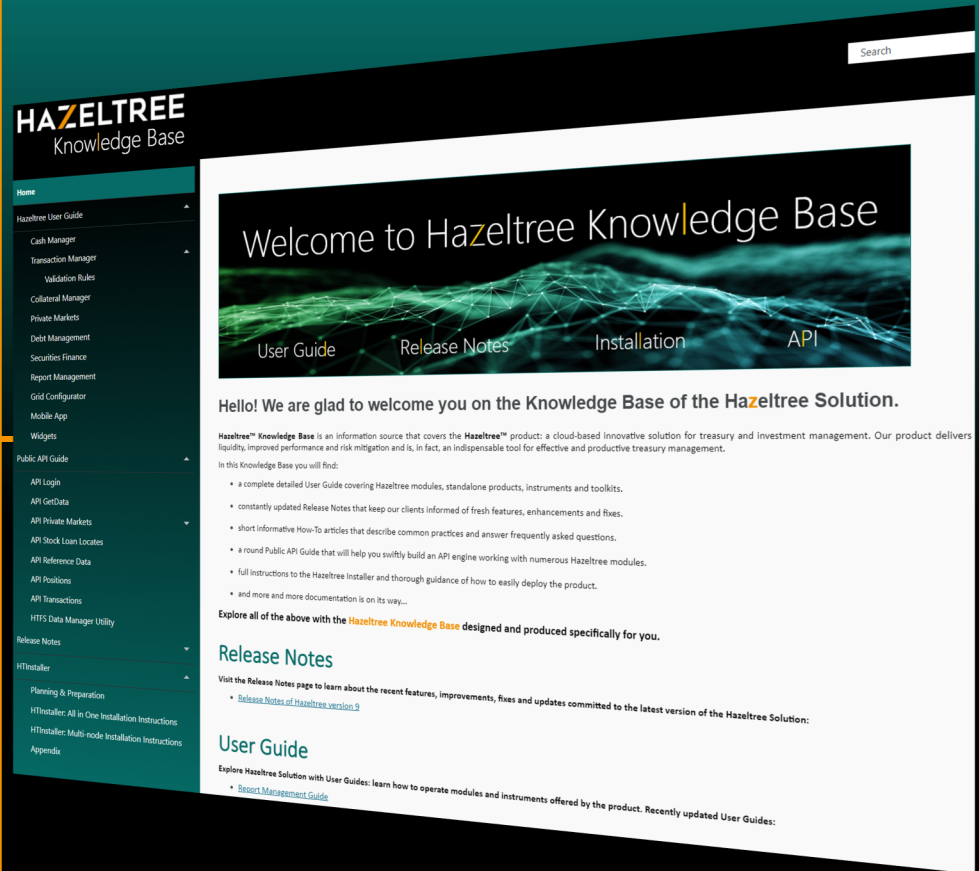 Search
HAZELTREE
Knowledge Base
Home
Hazeltree User Guide
Cash Manager
Transaction Manager
Validation Rules
Collateral Manager
Private Markets
Debt Management
Securities Finance
Report Management
Grid Configurator
Mobile App
Widgets
Public API Guide
API Login
API GetData
API Private Markets
API Stock Loan Locates
API Reference Data
API Positions
API Transactions
HTFS Data Manager Utility
Release Notes
HTInstaller
Planning & Preparation
HTInstaller: All in One Installation Instructions
HTInstaller: Multi-node Installation Instructions
Appendix
Welcome to Hazeltree Knowledge Base
User Guide Release Notes Installation API
Hello! We are glad to welcome you on the Knowledge Base of the Hazeltree Solution.
Hazeltree™ Knowledge Base is an information source that covers the Hazeltree™ product: a cloud-based innovative solution for treasury and investment management. Our product delivers
liquidity, improved performance and risk mitigation and is, in fact, an indispensable tool for effective and productive treasury management.
In this Knowledge Base you will find:
• a complete detailed User Guide covering Hazeltree modules, standalone products, instruments and toolkits.
• constantly updated Release Notes that keep our clients informed of fresh features, enhancements and fixes.
• short informative How-To articles that describe common practices and answer frequently asked questions.
• a round Public API Guide that will help you swiftly build an API engine working with numerous Hazeltree modules.
• full instructions to the Hazeltree Installer and thorough guidance of how to easily deploy the product.
• and more and more documentation is on its way...
Explore all of the above with the Hazeltree Knowledge Base designed and produced specifically for you.
Release Notes
Visit the Release Notes page to learn about the recent features, improvements, fixes and updates committed to the latest version of the Hazeltree Solution:
• Release Notes of Hazeltree version 9
User Guide
Explore Hazeltree Solution with User Guides: learn how to operate modules and instruments offered by the product. Recently updated User Guides:
• Report Management Guide